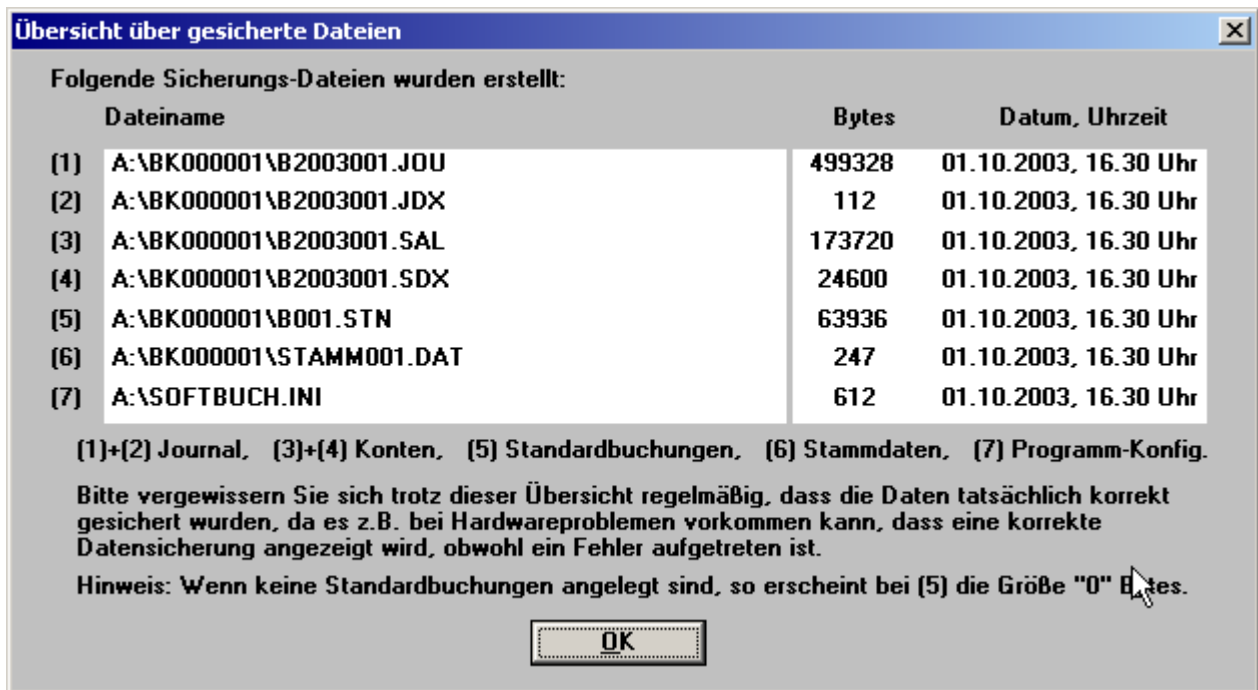 Übersicht über gesicherte Dateien
Folgende Sicherungs-Dateien wurden erstellt:
Dateiname Bytes Datum, Uhrzeit
(1) A:\BK000001\B2003001.JOU 499328 01.10.2003, 16.30 Uhr
(2) A:\BK000001\B2003001.JDX 112 01.10.2003, 16.30 Uhr
(3) A:\BK000001\B2003001.SAL 173720 01.10.2003, 16.30 Uhr
(4) A:\BK000001\B2003001.SDX 24600 01.10.2003, 16.30 Uhr
(5) A:\BK000001\B001.STN 63936 01.10.2003, 16.30 Uhr
(6) A:\BK000001\STAMM001.DAT 247 01.10.2003, 16.30 Uhr
(7) A:\SOFTBUCH.INI 612 01.10.2003, 16.30 Uhr
(1)+(2) Journal, (3)+(4) Konten, (5) Standardbuchungen, (6) Stammdaten, (7) Programm-Konfig.
Bitte vergewissern Sie sich trotz dieser Übersicht regelmäßig, dass die Daten tatsächlich korrekt
gesichert wurden, da es z.B. bei Hardwareproblemen vorkommen kann, dass eine korrekte
Datensicherung angezeigt wird, obwohl ein Fehler aufgetreten ist.
Hinweis: Wenn keine Standardbuchungen angelegt sind, so erscheint bei (5) die Größe "0" Bytes.
OK